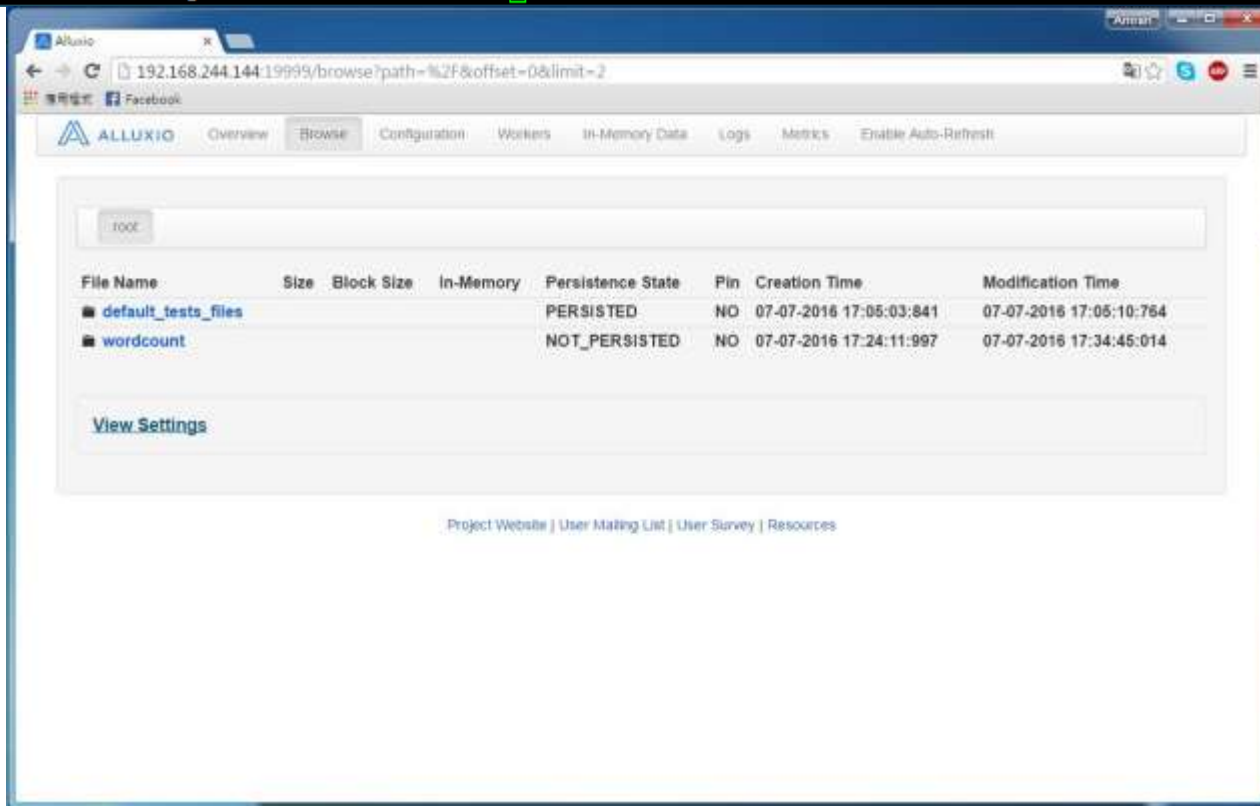 Alluxio
192.168.244.144:19999/browse?path=%2F&offset=0&limit=2
應用程式 Facebook
ALLUXIO Overview Browse Configuration Workers In-Memory Data Logs Metrics Enable Auto-Refresh
root
File Name Size Block Size In-Memory Persistence State Pin Creation Time Modification Time
default_tests_files PERSISTED NO 07-07-2016 17:05:03:841 07-07-2016 17:05:10:764
wordcount NOT_PERSISTED NO 07-07-2016 17:24:11:997 07-07-2016 17:34:45:014
View Settings
Project Website | User Mailing List | User Survey | Resources